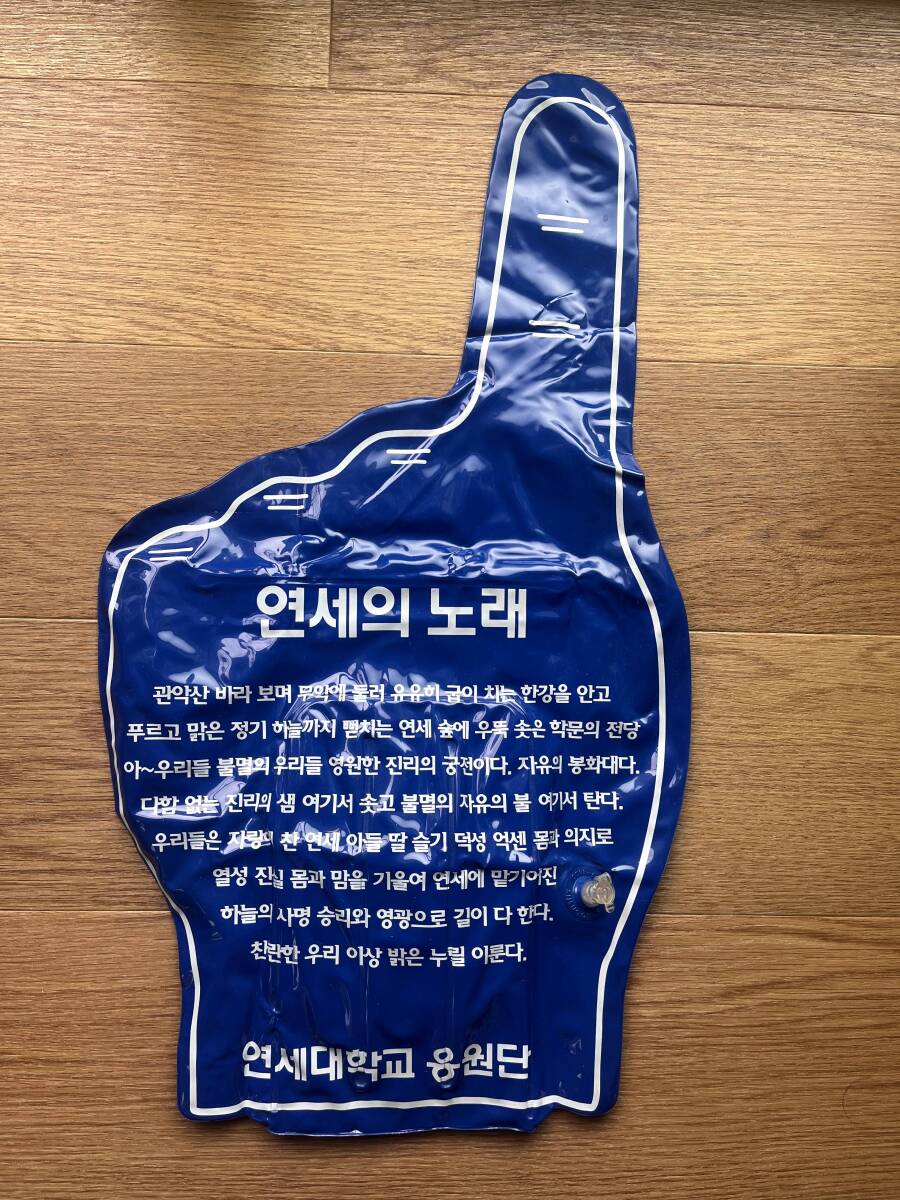 연세의 노래
관악산 바라 보며 무악에 둘러 유유히 굽이 치는 한강을 안고
푸르고 맑은 정기 하늘까지 뻗치는 연세 숲에 우뚝 솟은 학문의 전당
아~우리들 불멸의 우리들 영원한 진리의 궁전이다. 자유의 봉화대다.
다함 없는 진리의 샘 여기서 솟고 불멸의 자유의 불 여기서 탄다.
우리들은 자랑에 찬 연세 아들 딸 슬기 덕성 억센 몸과 의지로
열성 진실 몸과 맘을 기울여 연세에 맡기어진
하늘의 사명 승리와 영광으로 길이 다 한다.
찬란한 우리 이상 밝은 누릴 이룬다.
연세대학교 응원단